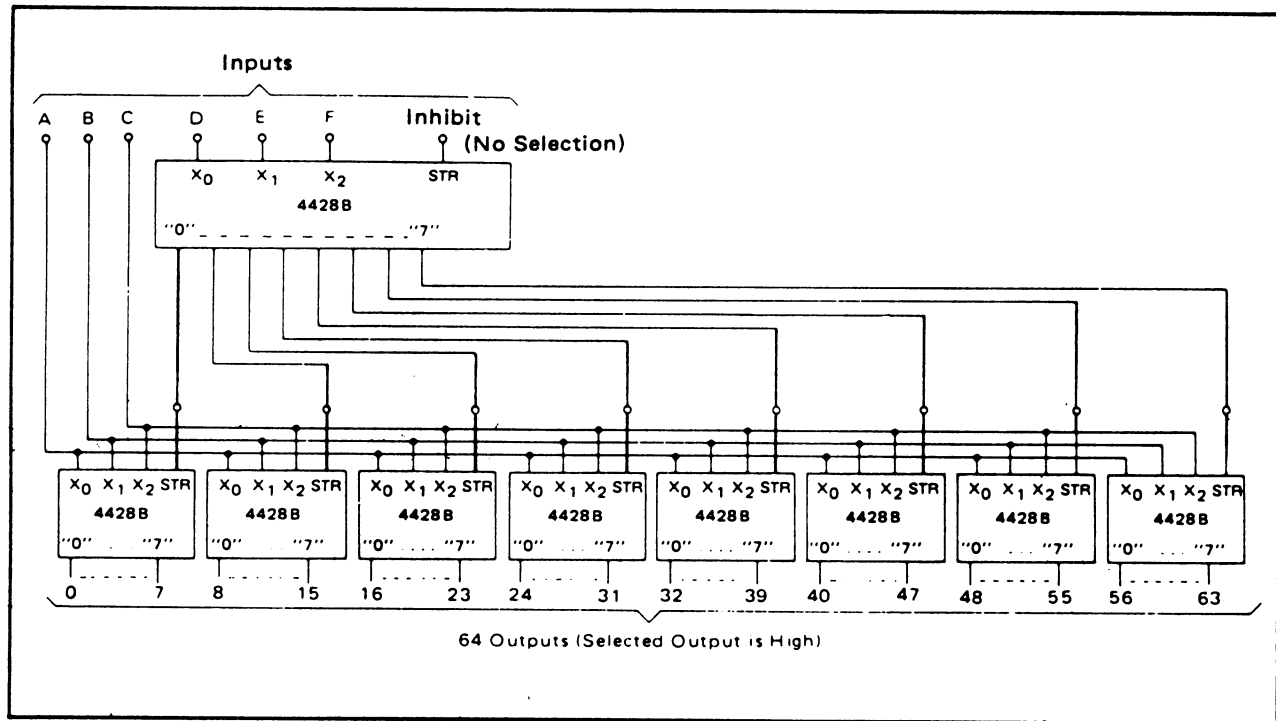 Inputs
A B C D E F Inhibit
(No Selection)
X0 X1 X2 STR
4428B
"0" _ _ _ _ _ _ _ _ _ "7"
X0 X1 X2 STR X0 X1 X2 STR X0 X1 X2 STR X0 X1 X2 STR X0 X1 X2 STR X0 X1 X2 STR X0 X1 X2 STR X0 X1 X2 STR
4428B 4428B 4428B 4428B 4428B 4428B 4428B 4428B
"0" . . "7" "0" .... "7" "0" .... "7" "0" .... "7" "0" .... "7" "0" .... "7" "0" .... "7" "0" .... "7"
0 7 8 15 16 23 24 31 32 39 40 47 48 55 56 63
64 Outputs (Selected Output is High)